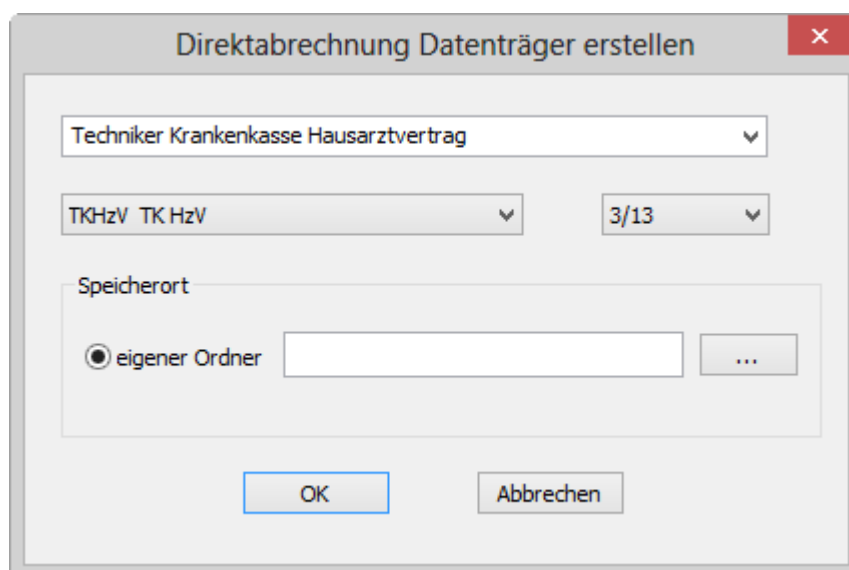 Direktabrechnung Datenträger erstellen
Techniker Krankenkasse Hausarztvertrag
TKHzV TK HzV 3/13
Speicherort
eigener Ordner ...
OK Abbrechen